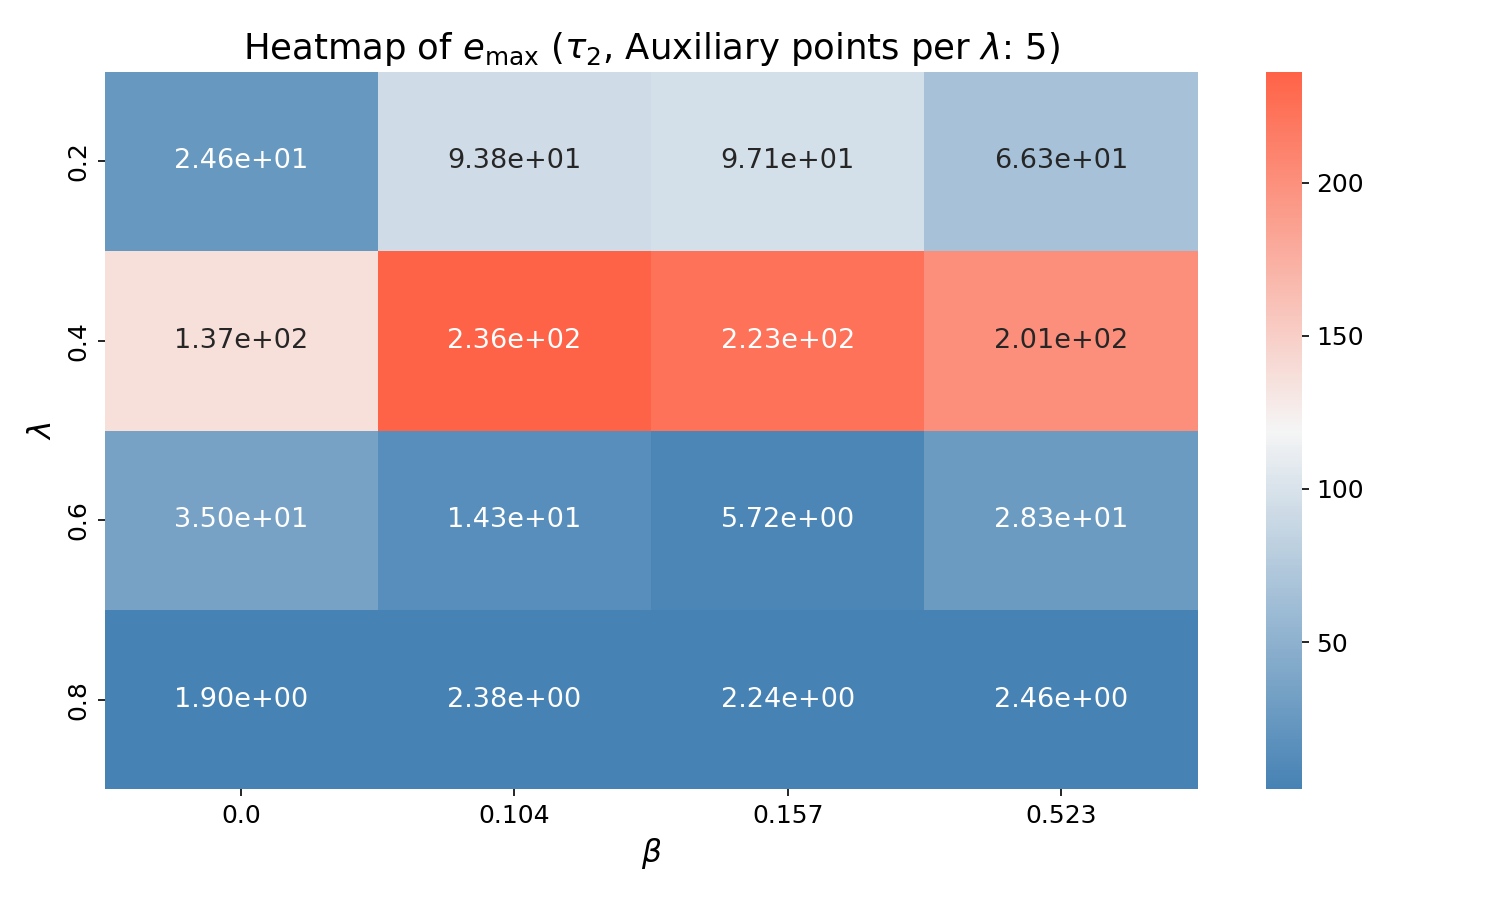 Heatmap of e_max (τ₂, Auxiliary points per λ: 5)
0.2 2.46e+01 9.38e+01 9.71e+01 6.63e+01
200
0.4 1.37e+02 2.36e+02 2.23e+02 2.01e+02
150
λ
100
0.6 3.50e+01 1.43e+01 5.72e+00 2.83e+01
50
0.8 1.90e+00 2.38e+00 2.24e+00 2.46e+00
0.0 0.104 0.157 0.523
β